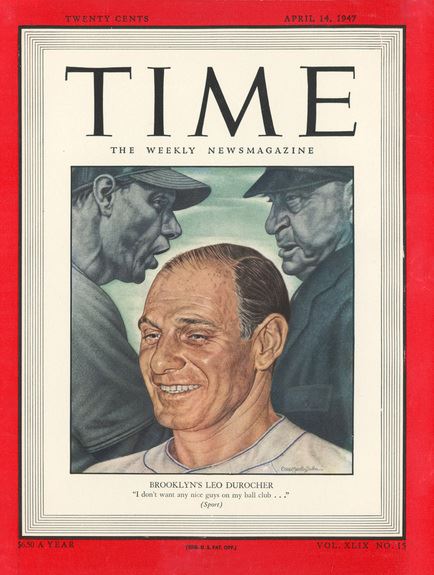 TWENTY CENTS APRIL 14, 1947
TIME
THE WEEKLY NEWSMAGAZINE
BROOKLYN'S LEO DUROCHER
"I don't want any nice guys on my ball club . . ."
(Sport)
$6.50 A YEAR (REG. U.S. PAT. OFF.) VOL. XLIX NO. 15